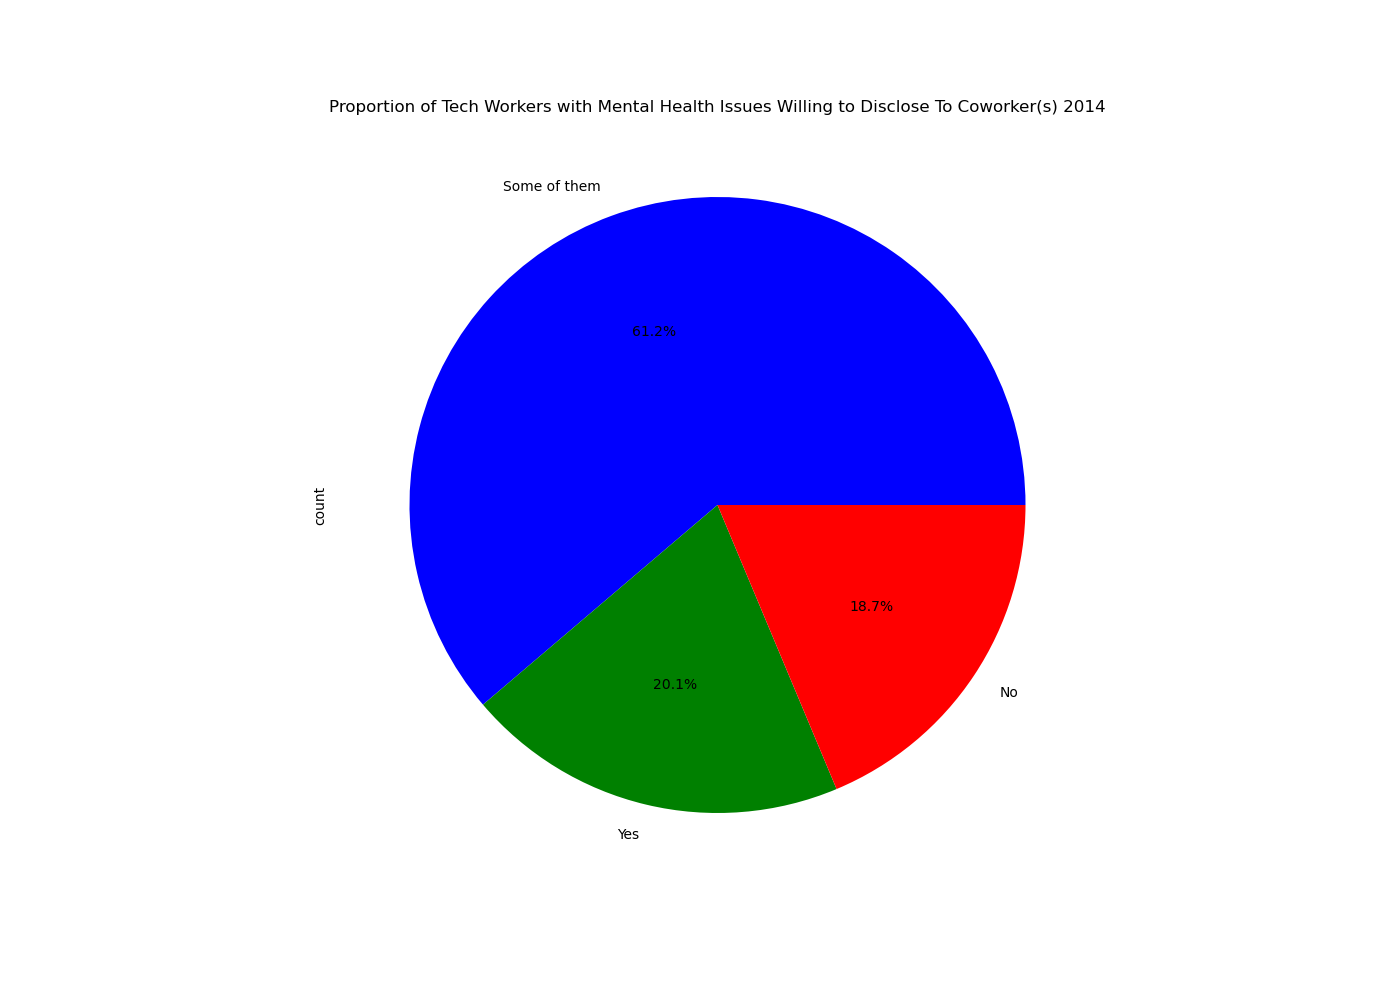 Proportion of Tech Workers with Mental Health Issues Willing to Disclose To Coworker(s) 2014
Some of them
61.2%
count
18.7%
20.1%
No
Yes